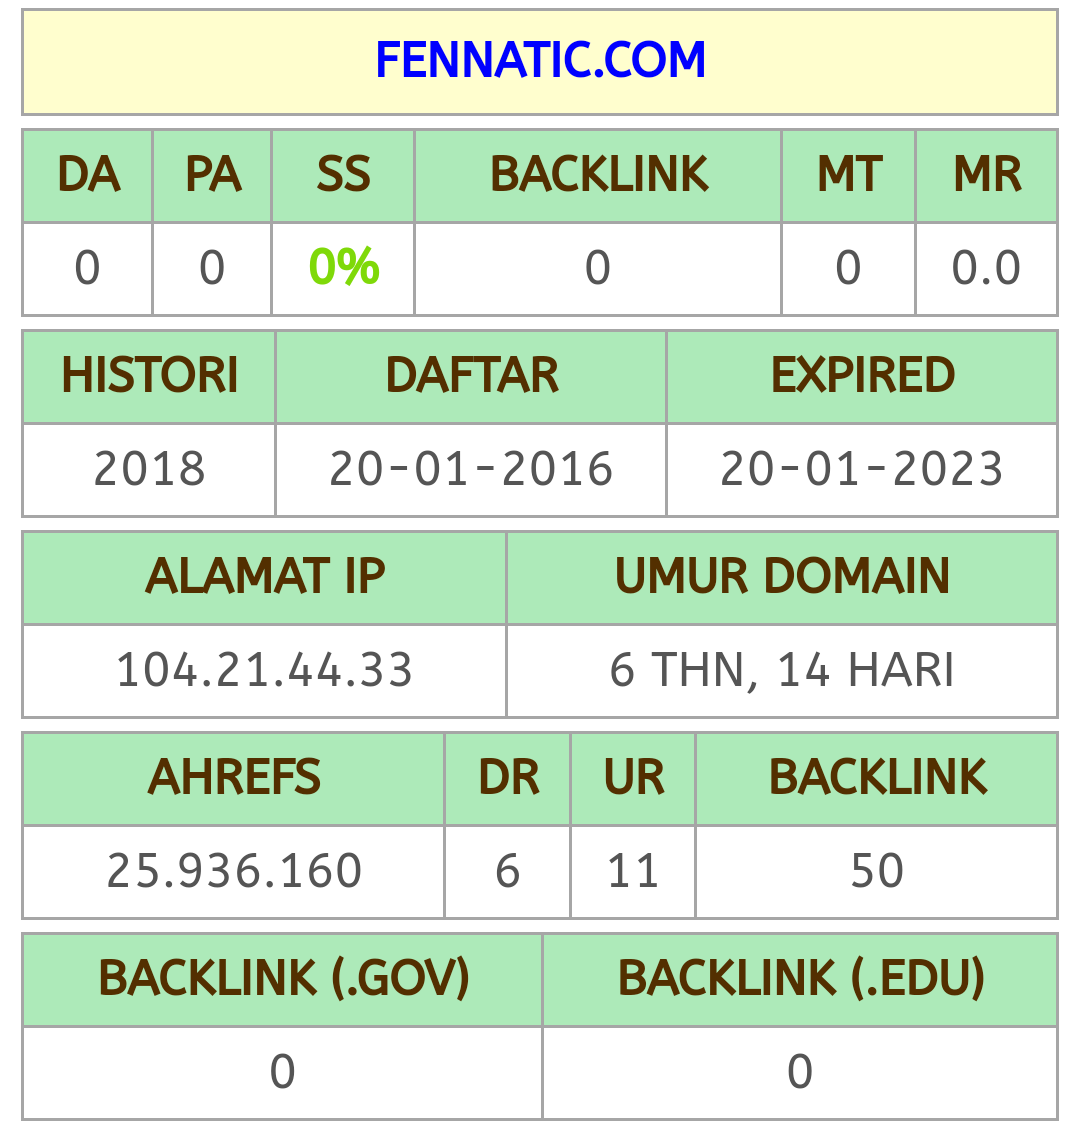 FENNATIC.COM
DA PA SS BACKLINK MT MR
0 0 0% 0 0 0.0
HISTORI DAFTAR EXPIRED
2018 20-01-2016 20-01-2023
ALAMAT IP UMUR DOMAIN
104.21.44.33 6 THN, 14 HARI
AHREFS DR UR BACKLINK
25.936.160 6 11 50
BACKLINK (.GOV) BACKLINK (.EDU)
0 0